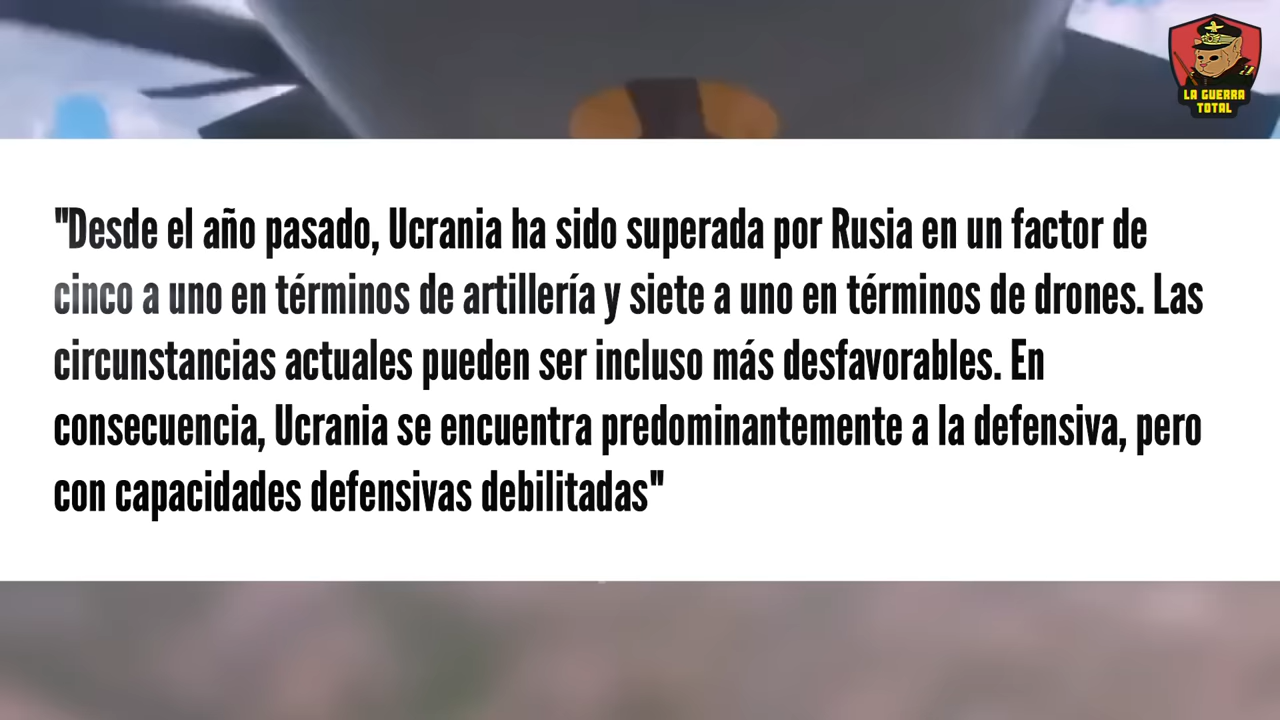 LA GUERRA
TOTAL
"Desde el año pasado, Ucrania ha sido superada por Rusia en un factor de
cinco a uno en términos de artillería y siete a uno en términos de drones. Las
circunstancias actuales pueden ser incluso más desfavorables. En
consecuencia, Ucrania se encuentra predominantemente a la defensiva, pero
con capacidades defensivas debilitadas"